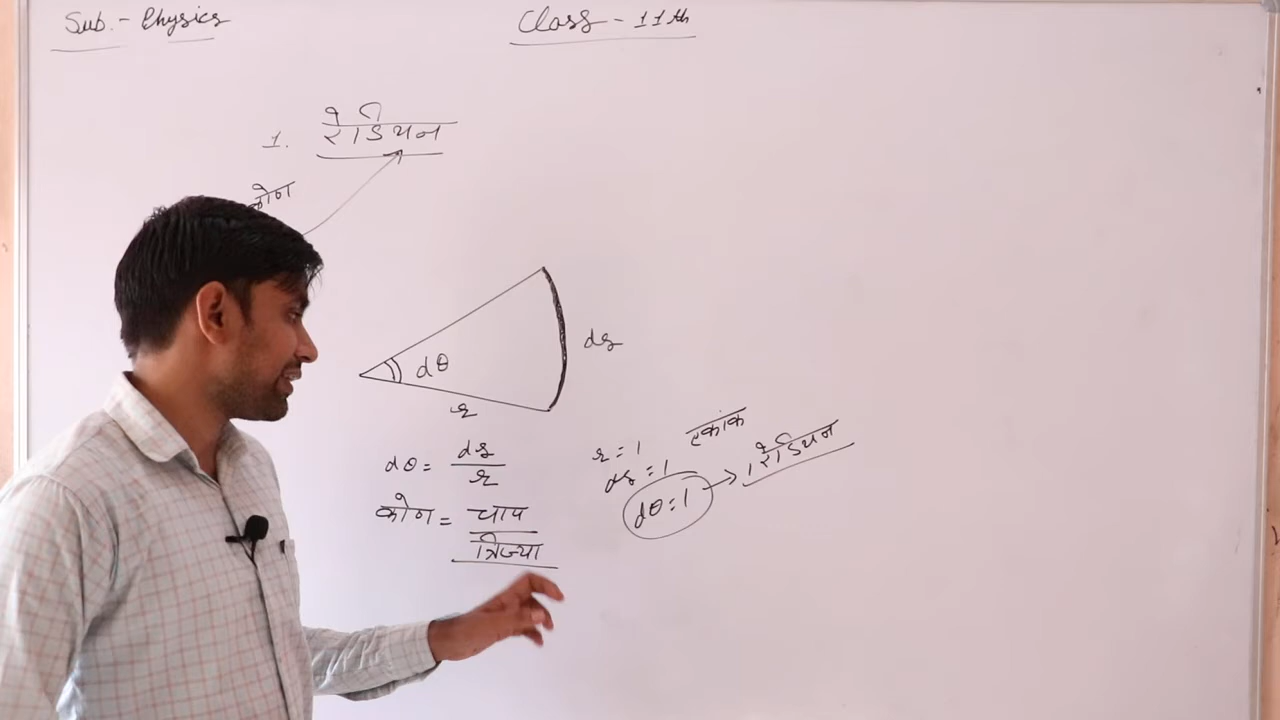 Sub. - Physics
Class - 11th
1. रेडियन
कोण
dθ
ds
r
dθ = ds/r
कोण = चाप/त्रिज्या
r = 1 एकांक
ds = 1
dθ = 1 → 1 रेडियन